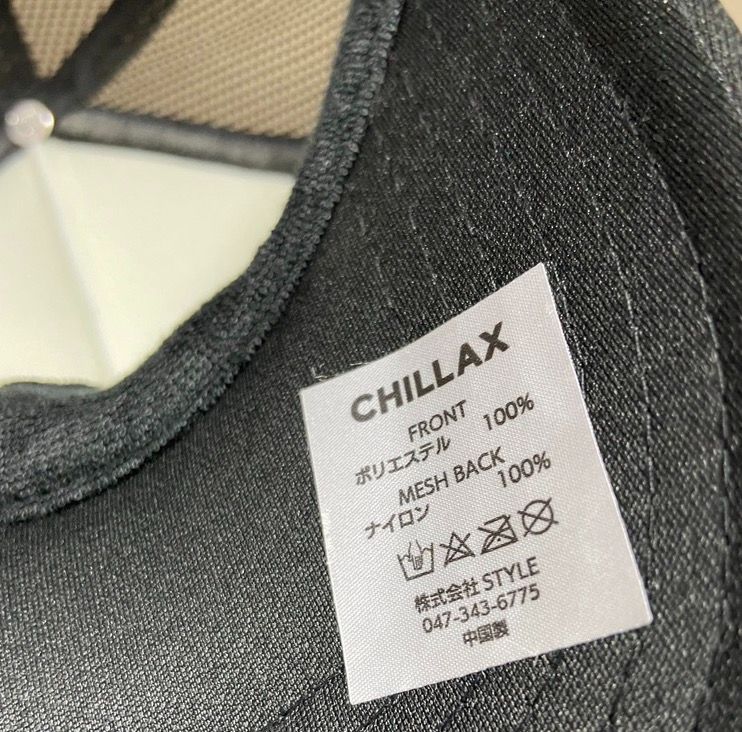 CHILLAX
FRONT
ポリエステル 100%
MESH BACK
ナイロン 100%
株式会社 STYLE
047-343-6775
中国製